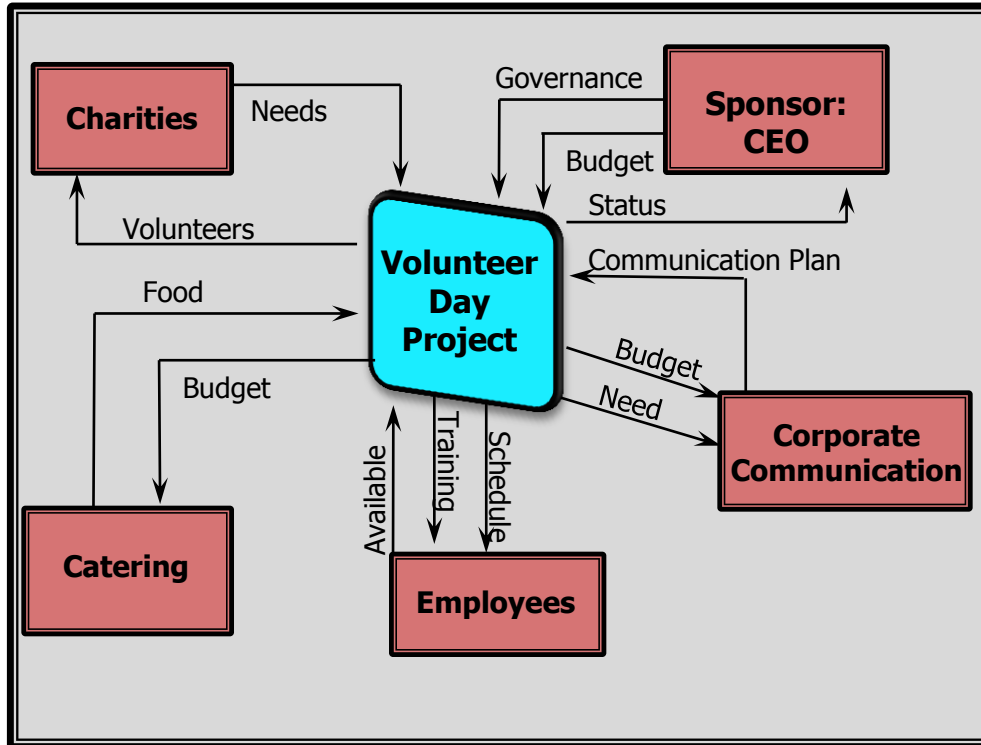 Governance
Charities
Needs
Sponsor:
CEO
Budget
Status
Volunteers
Volunteer
Day
Project
Communication Plan
Food
Budget
Budget
Need
Available
Training
Schedule
Corporate
Communication
Catering
Employees